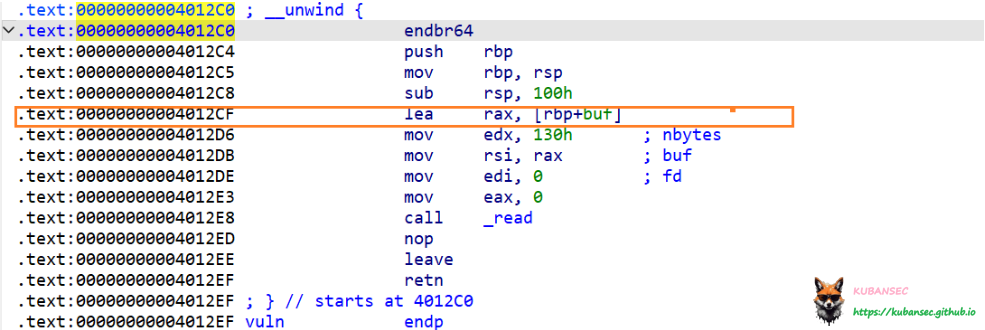 .text:00000000004012C0 ; __unwind {
.text:00000000004012C0 endbr64
.text:00000000004012C4 push rbp
.text:00000000004012C5 mov rbp, rsp
.text:00000000004012C8 sub rsp, 100h
.text:00000000004012CF lea rax, [rbp+buf]
.text:00000000004012D6 mov edx, 130h ; nbytes
.text:00000000004012DB mov rsi, rax ; buf
.text:00000000004012DE mov edi, 0 ; fd
.text:00000000004012E3 mov eax, 0
.text:00000000004012E8 call _read
.text:00000000004012ED nop
.text:00000000004012EE leave
.text:00000000004012EF retn
.text:00000000004012EF ; } // starts at 4012C0
.text:00000000004012EF vuln endp
KUBANSEC
https://kubansec.github.io